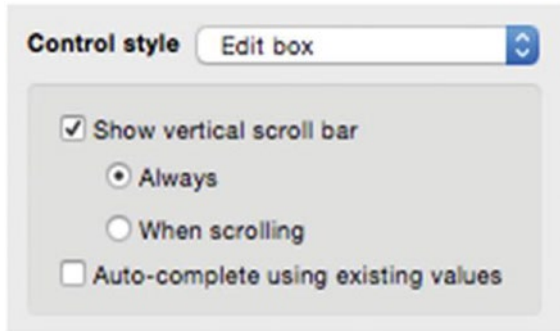 Control style Edit box
Show vertical scroll bar
Always
When scrolling
Auto-complete using existing values